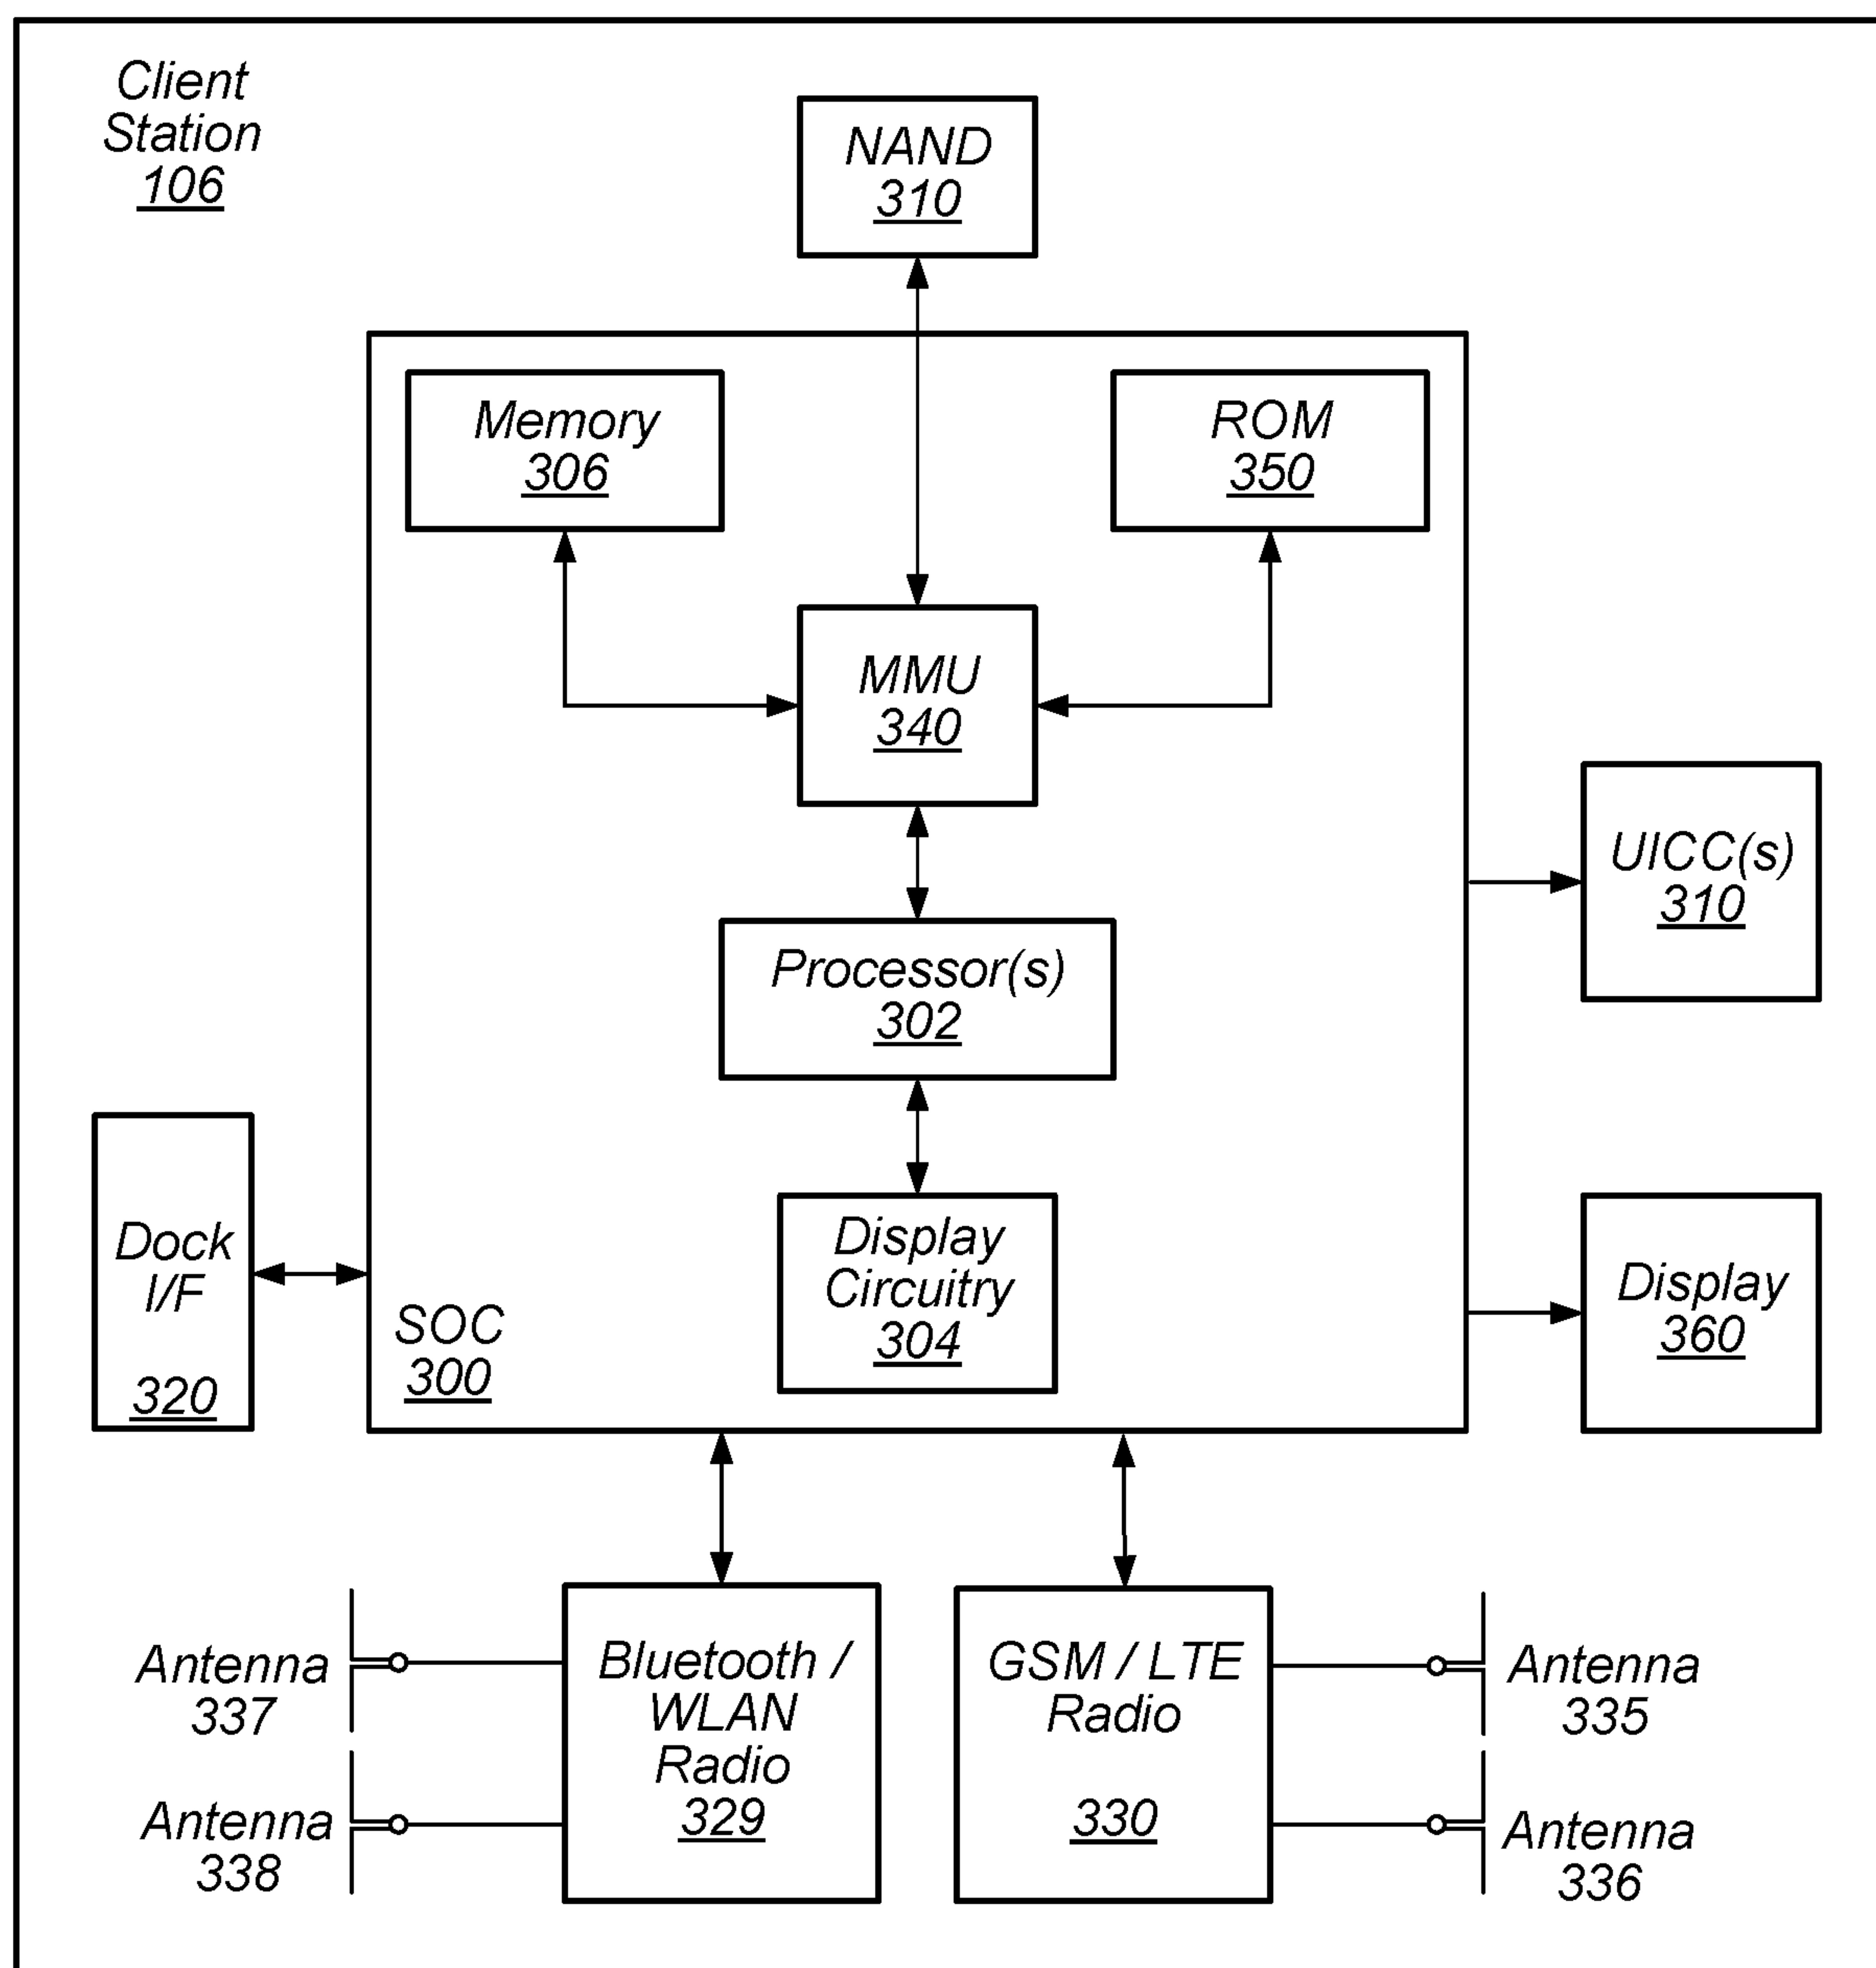 Client
Station
106
NAND
310
Memory
306
ROM
350
MMU
340
UICC(s)
310
Processor(s)
302
Dock
I/F
320
Display
Circuitry
304
SOC
300
Display
360
Antenna
337
Antenna
338
Bluetooth /
WLAN
Radio
329
GSM / LTE
Radio
330
Antenna
335
Antenna
336